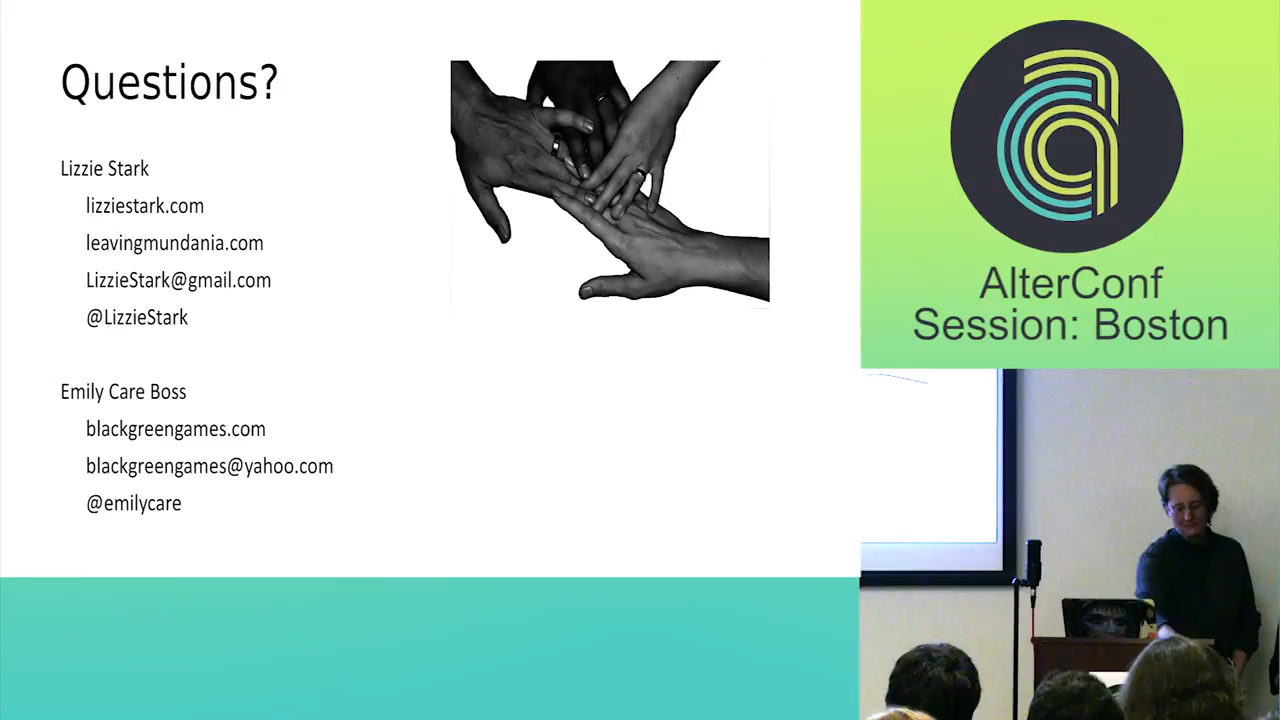 Questions?
Lizzie Stark
lizziestark.com
leavingmundania.com
LizzieStark@gmail.com
@LizzieStark
Emily Care Boss
blackgreengames.com
blackgreengames@yahoo.com
@emilycare
AlterConf
Session: Boston